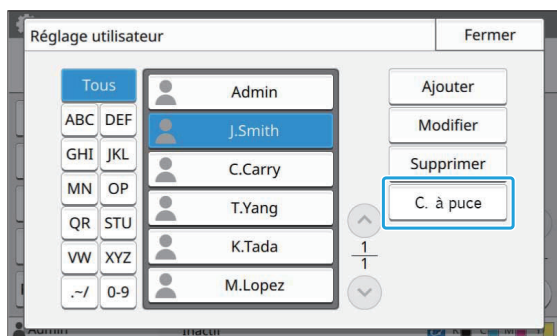 Réglage utilisateur
Fermer
Tous
ABC DEF
GHI JKL
MN OP
QR STU
VW XYZ
.~/ 0-9
Admin
J.Smith
C.Carry
T.Yang
K.Tada
M.Lopez
1
1
Ajouter
Modifier
Supprimer
C. à puce
Admin
Inactif
K C M Y